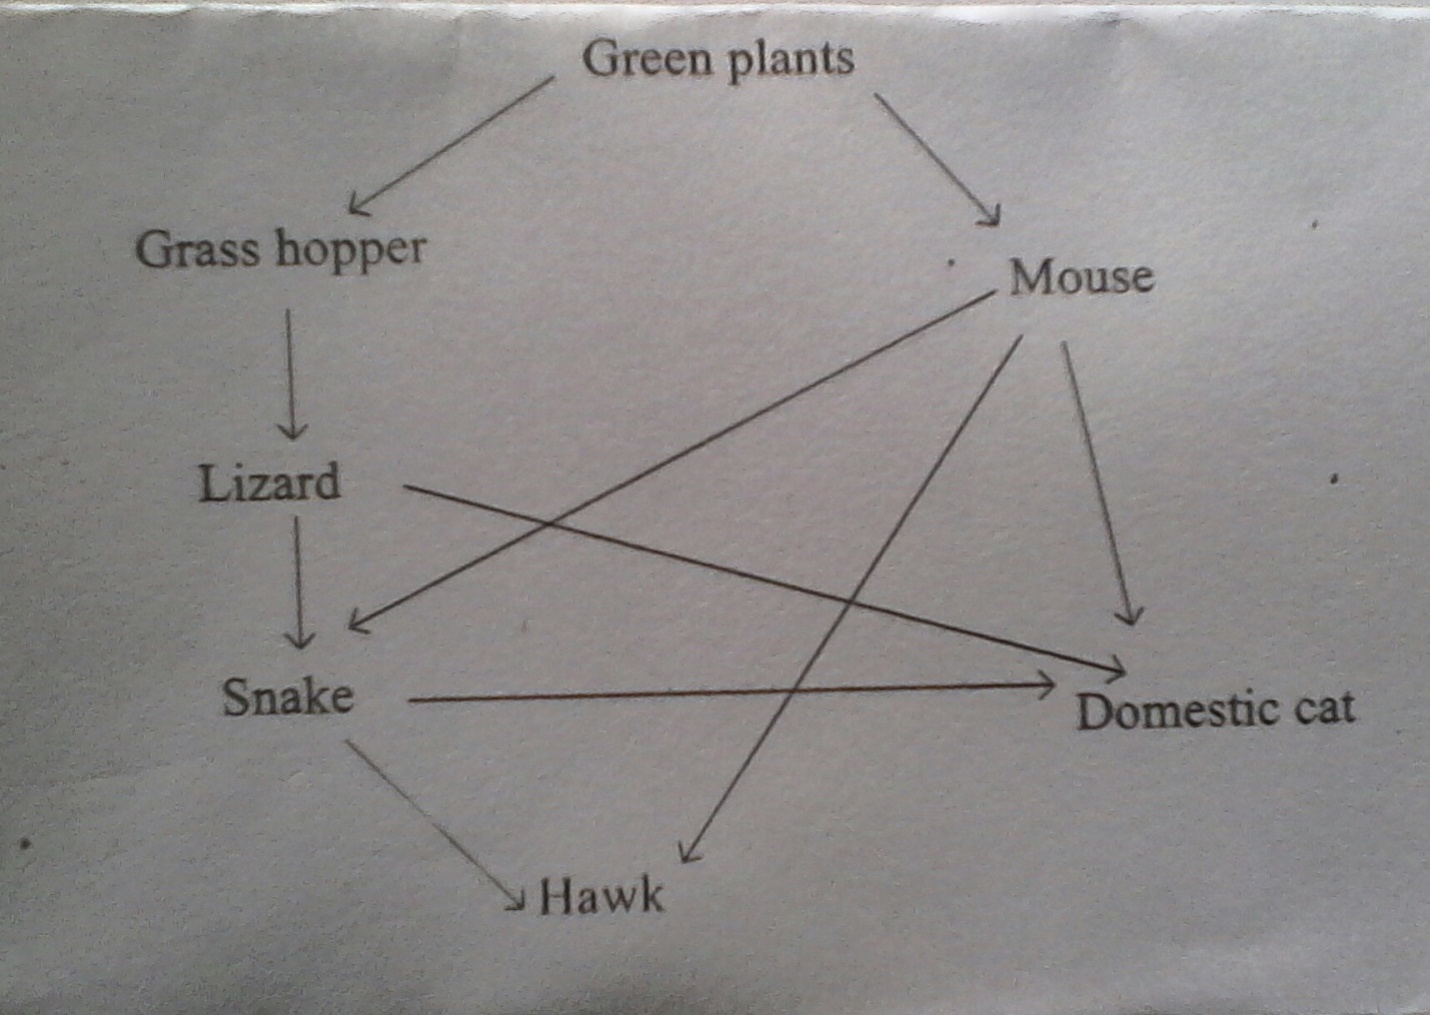 Green plants
Grass hopper
Mouse
Lizard
Snake
Domestic cat
Hawk